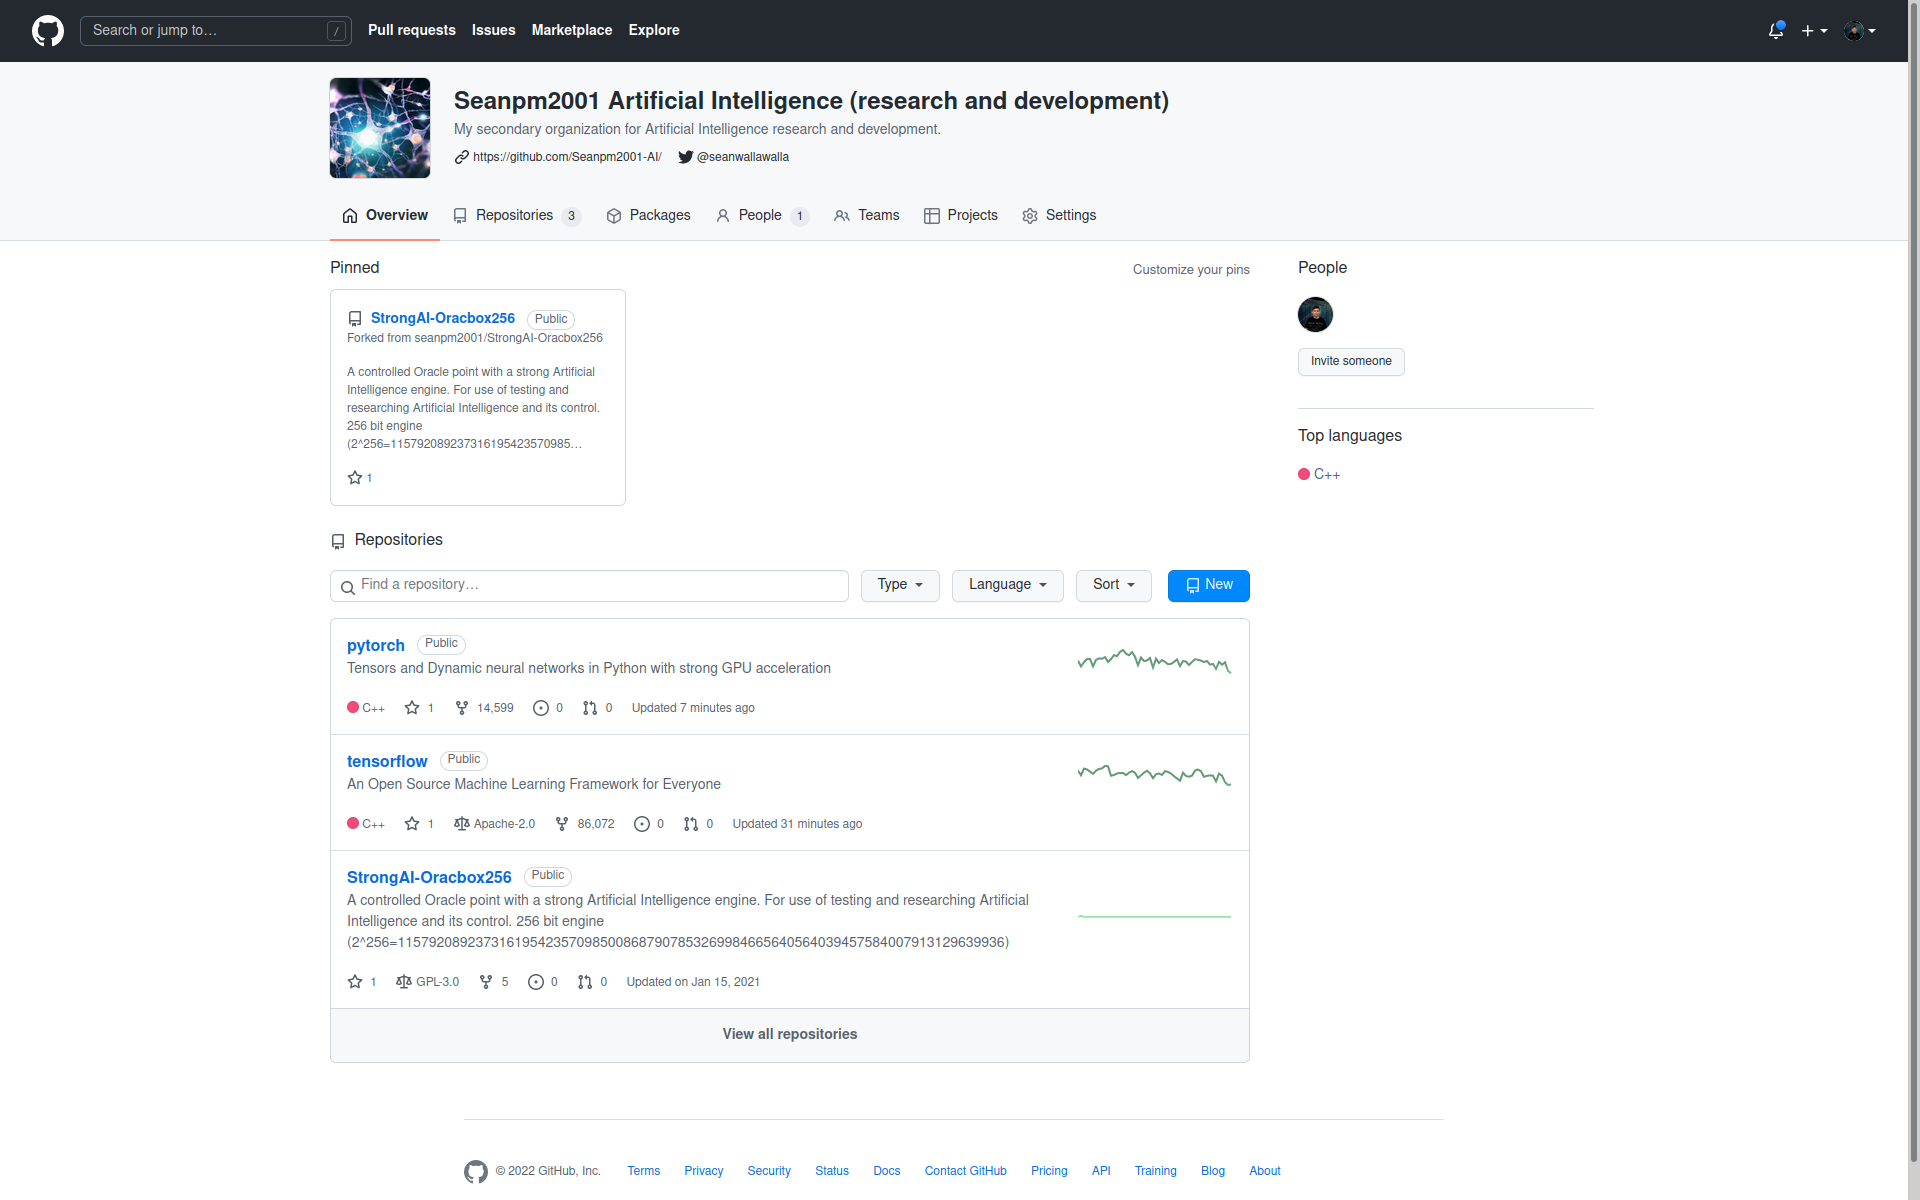 Search or jump to…
/
Pull requests
Issues
Marketplace
Explore
Seanpm2001 Artificial Intelligence (research and development)
My secondary organization for Artificial Intelligence research and development.
https://github.com/Seanpm2001-AI/
@seanwallawalla
Overview
Repositories 3
Packages
People 1
Teams
Projects
Settings
Pinned
Customize your pins
StrongAI-Oracbox256 Public
Forked from seanpm2001/StrongAI-Oracbox256
A controlled Oracle point with a strong Artificial
Intelligence engine. For use of testing and
researching Artificial Intelligence and its control.
256 bit engine
(2^256=115792089237316195423570985…
1
People
Invite someone
Top languages
C++
Repositories
Find a repository…
Type
Language
Sort
New
pytorch Public
Tensors and Dynamic neural networks in Python with strong GPU acceleration
C++ 1 14,599 0 0 Updated 7 minutes ago
tensorflow Public
An Open Source Machine Learning Framework for Everyone
C++ 1 Apache-2.0 86,072 0 0 Updated 31 minutes ago
StrongAI-Oracbox256 Public
A controlled Oracle point with a strong Artificial Intelligence engine. For use of testing and researching Artificial
Intelligence and its control. 256 bit engine
(2^256=115792089237316195423570985008687907853269984665640564039457584007913129639936)
1 GPL-3.0 5 0 0 Updated on Jan 15, 2021
View all repositories
© 2022 GitHub, Inc.
Terms
Privacy
Security
Status
Docs
Contact GitHub
Pricing
API
Training
Blog
About